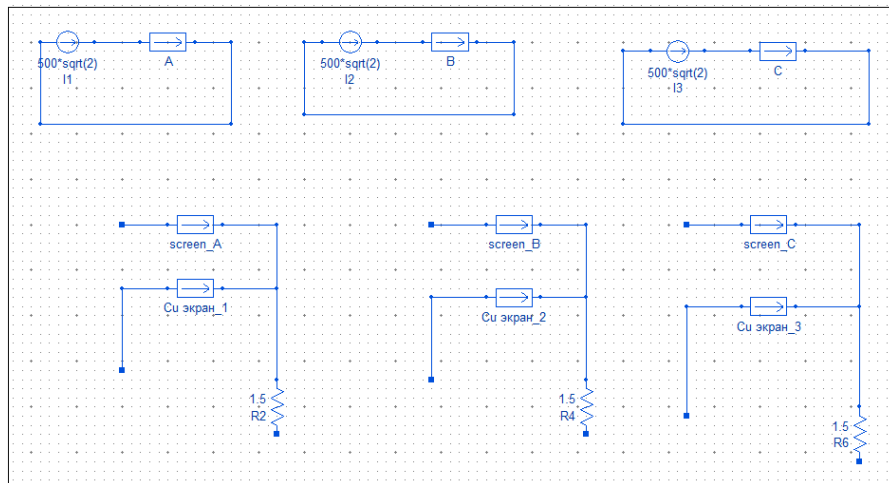 500*sqrt(2)
I1
A
500*sqrt(2)
I2
B
500*sqrt(2)
I3
C
screen_A
screen_B
screen_C
Cu экран_1
Cu экран_2
Cu экран_3
1.5
R2
1.5
R4
1.5
R6